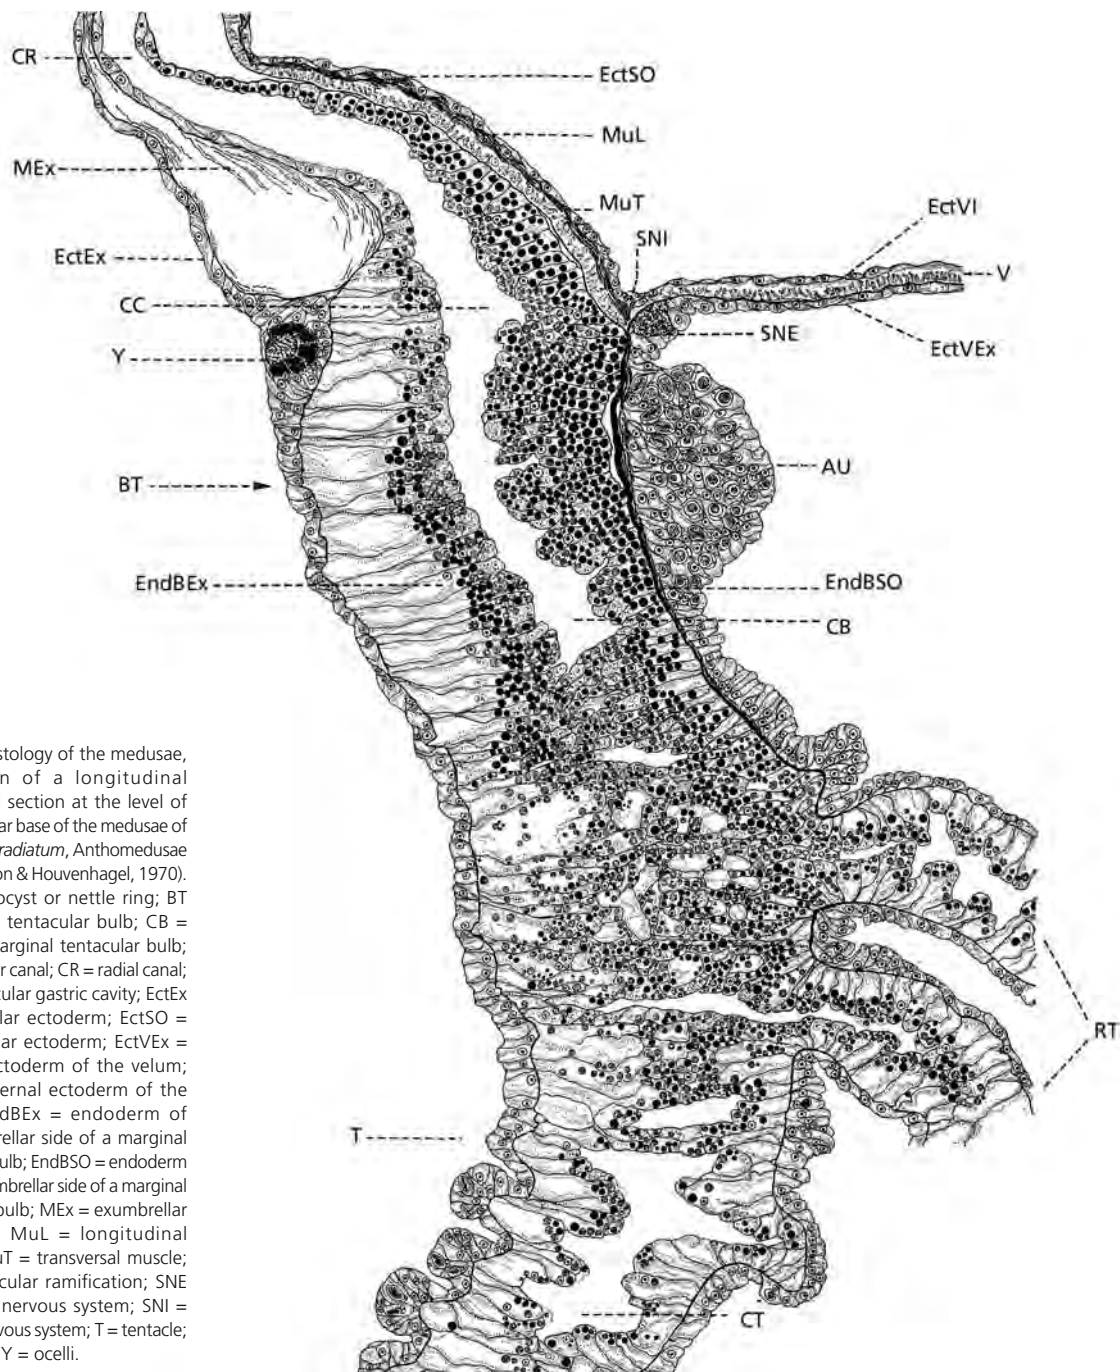 CR
EctSO
MuL
MEx
MuT
EctVI
SNI
EctEx
V
CC
SNE
Y
EctVEx
AU
BT
EndBEx
EndBSO
CB
RT
T
CT
stology of the medusae,
n of a longitudinal
section at the level of
ar base of the medusae of
radiatum, Anthomedusae
on & Houvenhagel, 1970).
ocyst or nettle ring; BT
tentacular bulb; CB =
arginal tentacular bulb;
r canal; CR = radial canal;
cular gastric cavity; EctEx
lar ectoderm; EctSO =
ar ectoderm; EctVEx =
ctoderm of the velum;
ernal ectoderm of the
dBEx = endoderm of
rellar side of a marginal
ulb; EndBSO = endoderm
mbrellar side of a marginal
bulb; MEx = exumbrellar
MuL = longitudinal
uT = transversal muscle;
cular ramification; SNE
nervous system; SNI =
vous system; T = tentacle;
Y = ocelli.